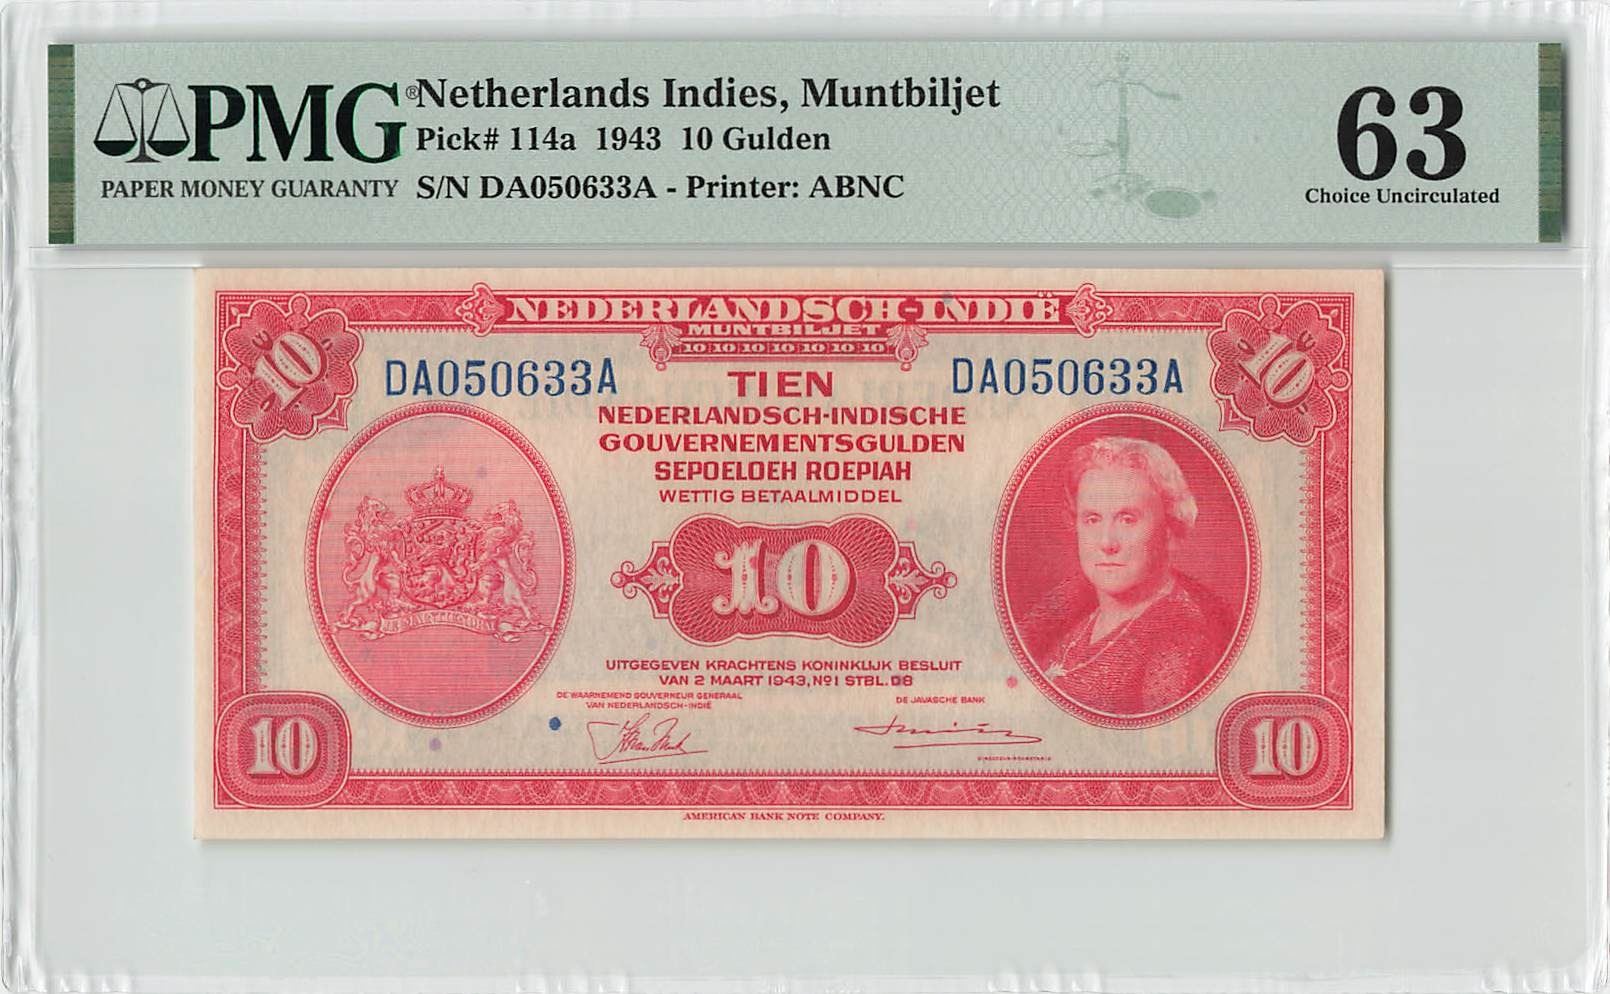 PMG®
PAPER MONEY GUARANTY
Netherlands Indies, Muntbiljet
Pick# 114a 1943 10 Gulden
S/N DA050633A - Printer: ABNC
63
Choice Uncirculated
NEDERLANDSCH-INDIË
MUNTBILJET
10 10 10 10 10 10 10
10
10
DA050633A
DA050633A
TIEN
NEDERLANDSCH-INDISCHE
GOUVERNEMENTSGULDEN
SEPOELOEH ROEPIAH
WETTIG BETAALMIDDEL
10
UITGEGEVEN KRACHTENS KONINKLIJK BESLUIT
VAN 2 MAART 1943, Nº 1 STBL. D8
DE WAARNEMEND GOUVERNEUR GENERAAL
VAN NEDERLANDSCH-INDIË
DE JAVASCHE BANK
10
10
AMERICAN BANK NOTE COMPANY.